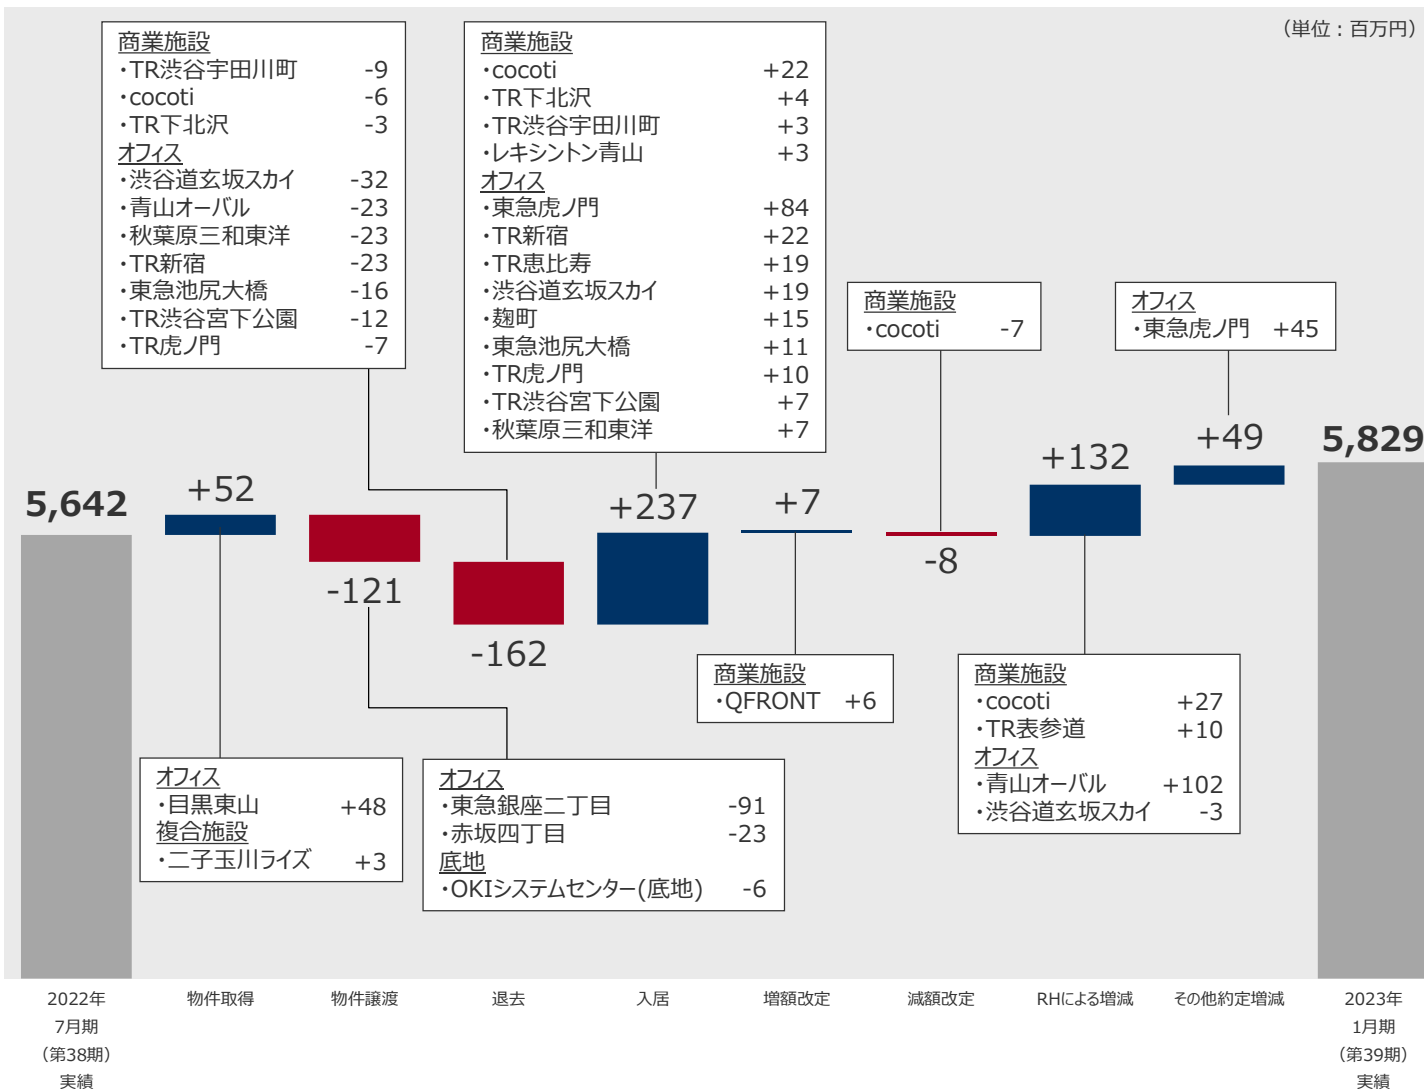 （単位：百万円）
商業施設
・TR渋谷宇田川町 -9
・cocoti -6
・TR下北沢 -3
オフィス
・渋谷道玄坂スカイ -32
・青山オーバル -23
・秋葉原三和東洋 -23
・TR新宿 -23
・東急池尻大橋 -16
・TR渋谷宮下公園 -12
・TR虎ノ門 -7
商業施設
・cocoti +22
・TR下北沢 +4
・TR渋谷宇田川町 +3
・レキシントン青山 +3
オフィス
・東急虎ノ門 +84
・TR新宿 +22
・TR恵比寿 +19
・渋谷道玄坂スカイ +19
・麹町 +15
・東急池尻大橋 +11
・TR虎ノ門 +10
・TR渋谷宮下公園 +7
・秋葉原三和東洋 +7
商業施設
・cocoti -7
オフィス
・東急虎ノ門 +45
5,642
+52
-121
-162
+237
+7
-8
+132
+49
5,829
オフィス
・目黒東山 +48
複合施設
・二子玉川ライズ +3
オフィス
・東急銀座二丁目 -91
・赤坂四丁目 -23
底地
・OKIシステムセンター(底地) -6
商業施設
・QFRONT +6
商業施設
・cocoti +27
・TR表参道 +10
オフィス
・青山オーバル +102
・渋谷道玄坂スカイ -3
2022年
7月期
（第38期）
実績
物件取得
物件譲渡
退去
入居
増額改定
減額改定
RHによる増減
その他約定増減
2023年
1月期
（第39期）
実績